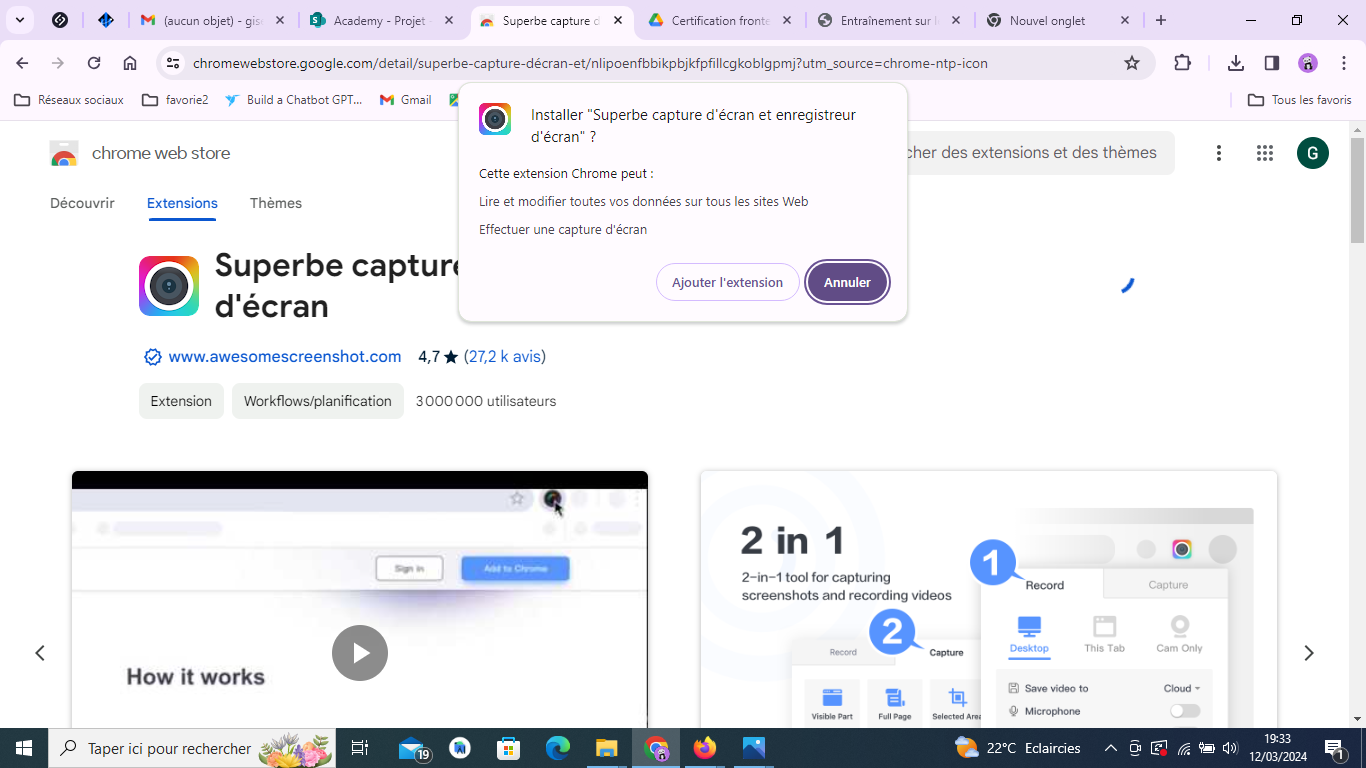 (aucun objet) - gis
Academy - Projet
Superbe capture d
Certification fronte
Entraînement sur l
Nouvel onglet
chromewebstore.google.com/detail/superbe-capture-décran-et/nlipoenfbbikpbjkfpfillcgkoblgpmj?utm_source=chrome-ntp-icon
Réseaux sociaux
favorie2
Build a Chatbot GPT...
Gmail
Tous les favoris
Installer "Superbe capture d'écran et enregistreur
d'écran" ?
Cette extension Chrome peut :
Lire et modifier toutes vos données sur tous les sites Web
Effectuer une capture d'écran
Ajouter l'extension
Annuler
chrome web store
cher des extensions et des thèmes
G
Découvrir
Extensions
Thèmes
Superbe capture
d'écran
www.awesomescreenshot.com
4,7 ★ (27,2 k avis)
Extension
Workflows/planification
3 000 000 utilisateurs
Sign in
Add to Chrome
How it works
2 in 1
2-in-1 tool for capturing
screenshots and recording videos
1
Record
Capture
Desktop
This Tab
Cam Only
Save video to
Cloud
Microphone
2
Record
Capture
Visible Part
Full Page
Selected Area
Taper ici pour rechercher
19
22°C Eclaircies
19:33
12/03/2024
1